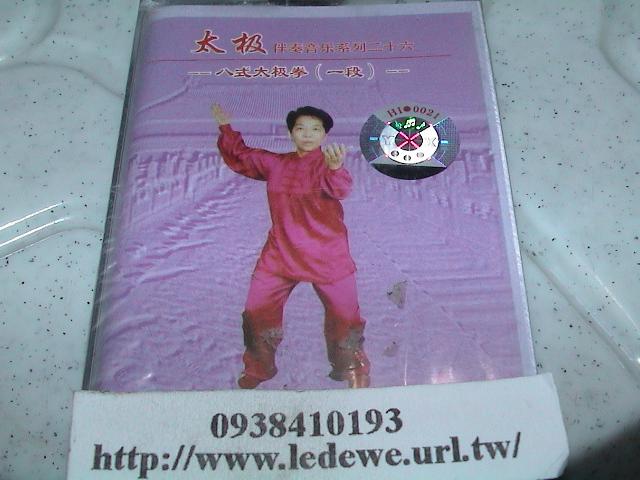 太极 伴奏音乐系列二十六
— 八式太极拳(一段) —
HI 0021
0938410193
http://www.ledewe.url.tw/